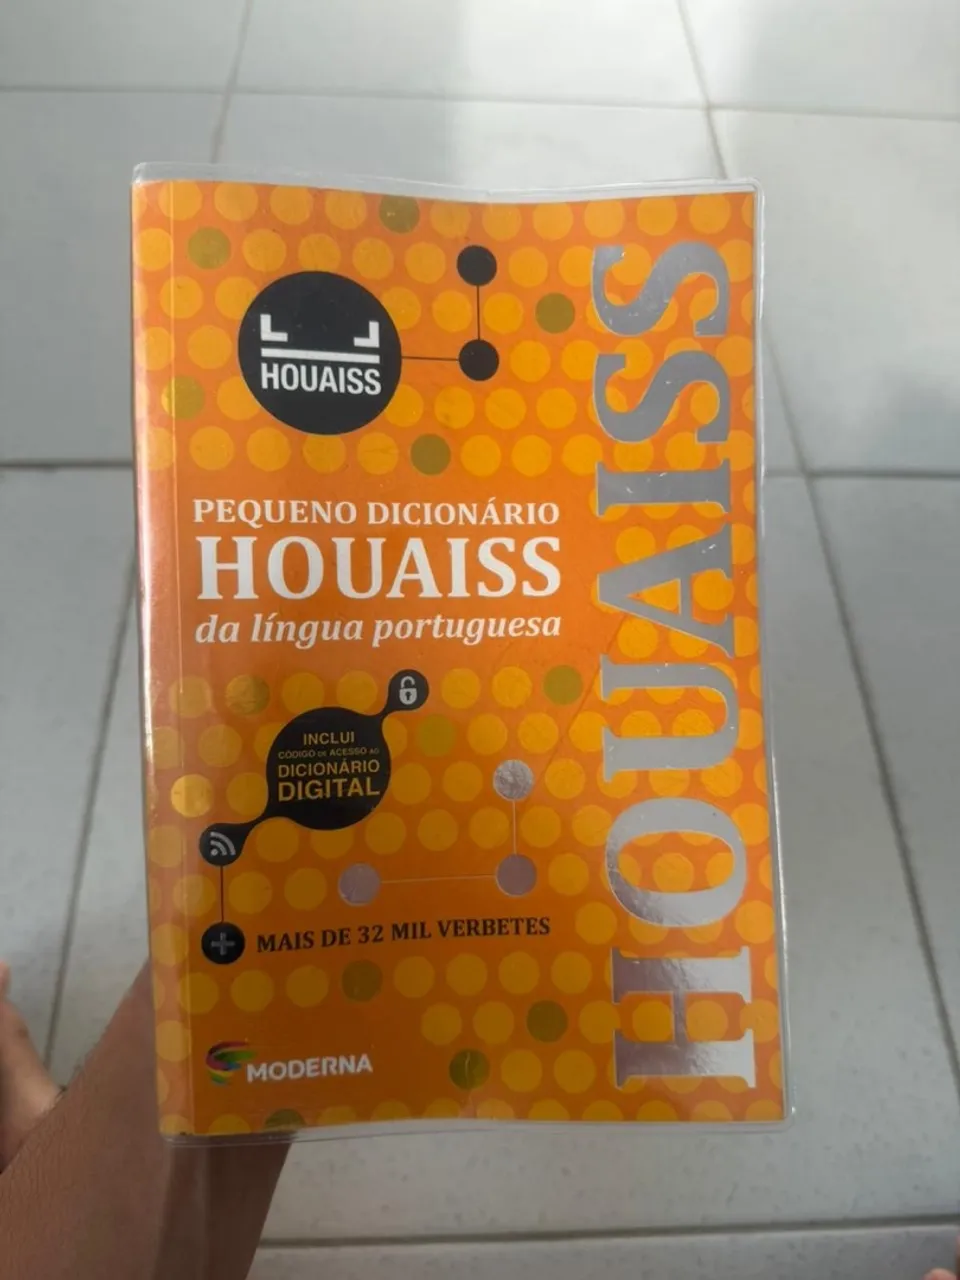 HOUAISS
PEQUENO DICIONÁRIO
HOUAISS
da língua portuguesa
INCLUI
CÓDIGO DE ACESSO AO
DICIONÁRIO
DIGITAL
MAIS DE 32 MIL VERBETES
MODERNA
HOUAISS